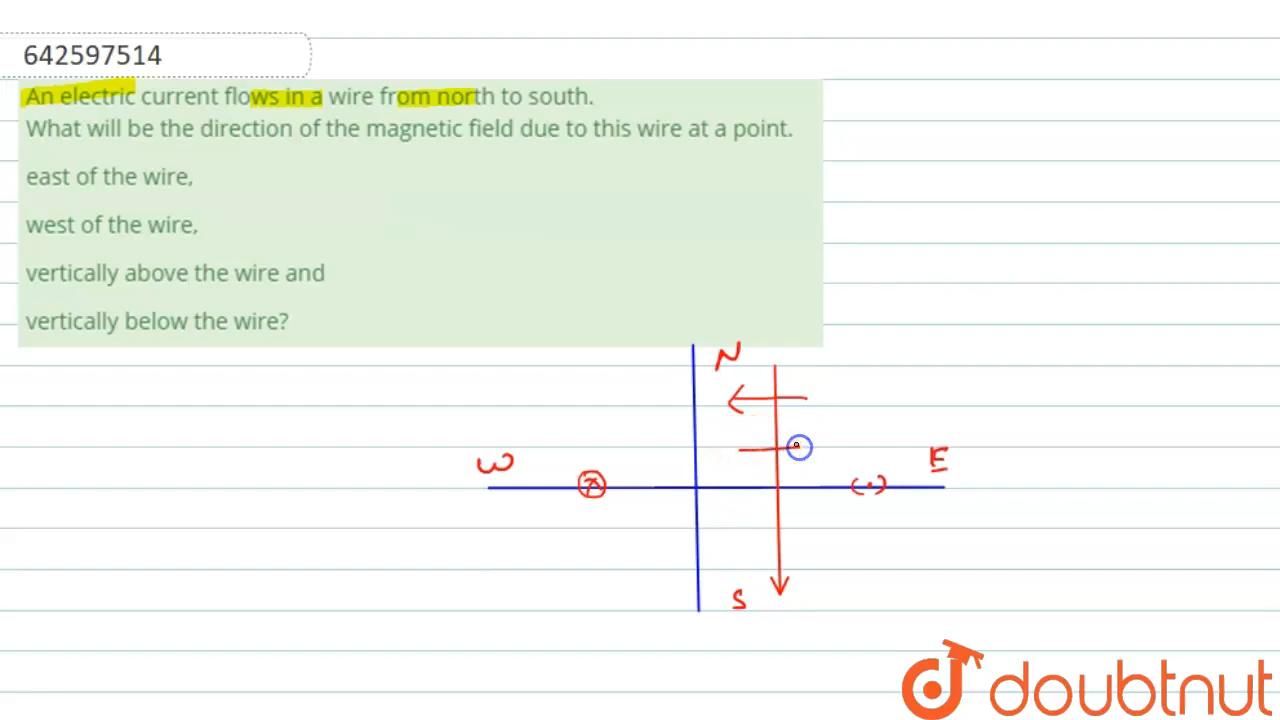 642597514
An electric current flows in a wire from north to south.
What will be the direction of the magnetic field due to this wire at a point.
east of the wire,
west of the wire,
vertically above the wire and
vertically below the wire?
N
W
E
S
doubtnut